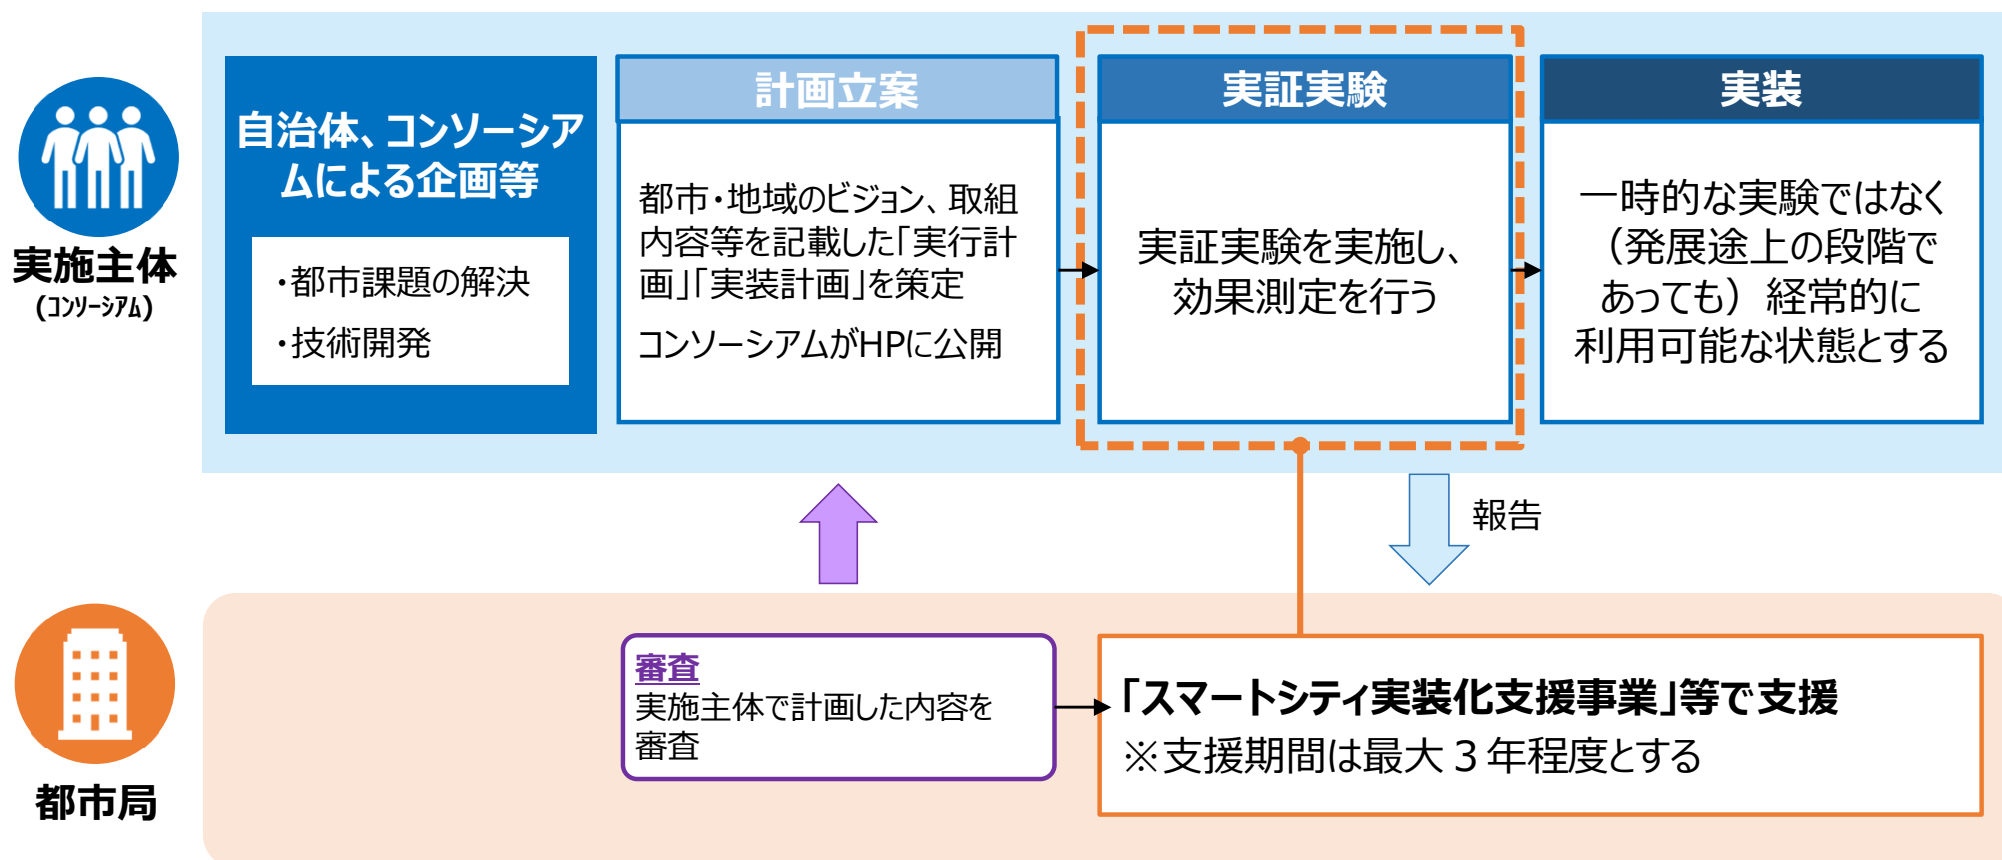 実施主体
(コンソーシアム)
自治体、コンソーシア
ムによる企画等
・都市課題の解決
・技術開発
計画立案
都市・地域のビジョン、取組
内容等を記載した「実行計
画」「実装計画」を策定
コンソーシアムがHPに公開
実証実験
実証実験を実施し、
効果測定を行う
実装
一時的な実験ではなく
（発展途上の段階で
あっても）経常的に
利用可能な状態とする
報告
都市局
審査
実施主体で計画した内容を
審査
「スマートシティ実装化支援事業」等で支援
※支援期間は最大３年程度とする